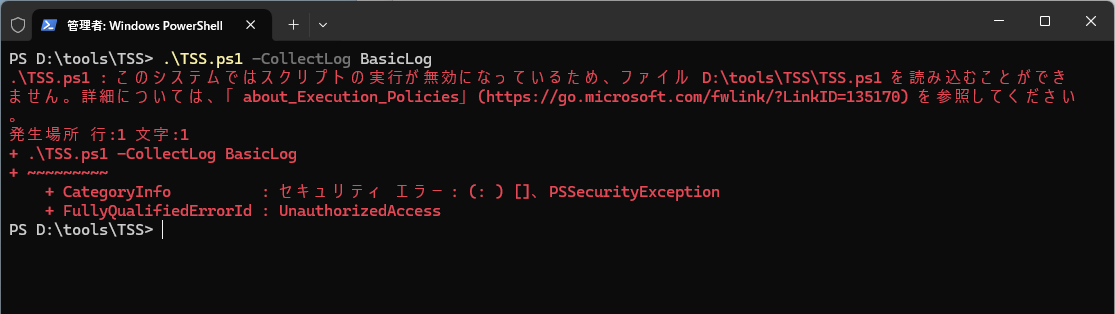 管理者: Windows PowerShell
PS D:\tools\TSS> .\TSS.ps1 -CollectLog BasicLog
.\TSS.ps1 : このシステムではスクリプトの実行が無効になっているため、ファイル D:\tools\TSS\TSS.ps1 を読み込むことができ
ません。詳細については、「about_Execution_Policies」(https://go.microsoft.com/fwlink/?LinkID=135170) を参照してください
。
発生場所 行:1 文字:1
+ .\TSS.ps1 -CollectLog BasicLog
+ ~~~~~~~~~
    + CategoryInfo          : セキュリティ エラー: (: ) []、PSSecurityException
    + FullyQualifiedErrorId : UnauthorizedAccess
PS D:\tools\TSS>